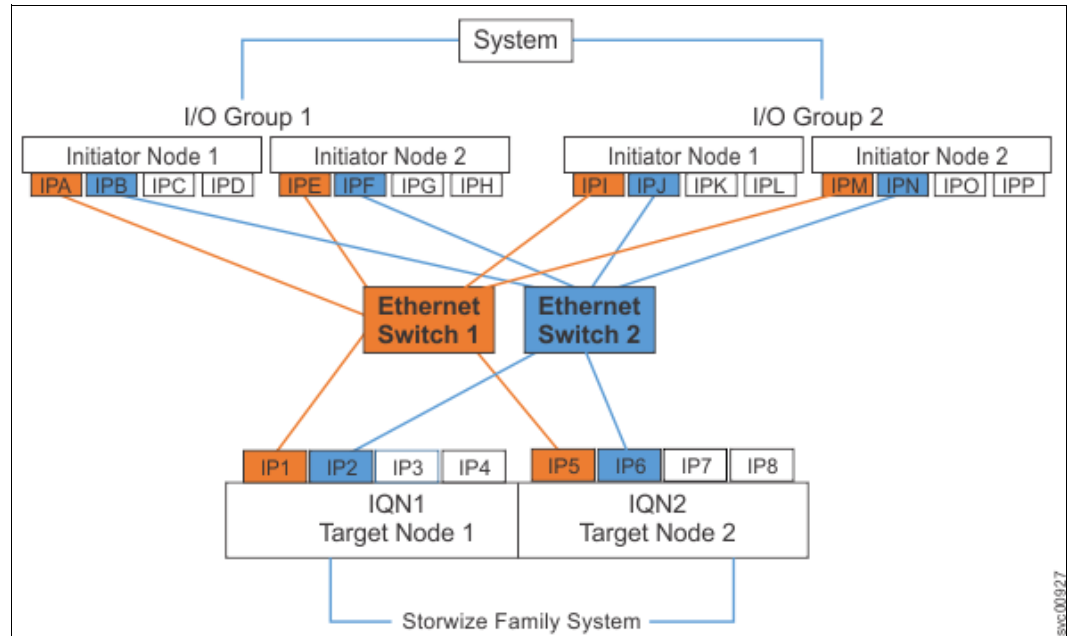 System
I/O Group 1
I/O Group 2
Initiator Node 1
Initiator Node 2
Initiator Node 1
Initiator Node 2
IPA IPB IPC IPD
IPE IPF IPG IPH
IPI IPJ IPK IPL
IPM IPN IPO IPP
Ethernet
Switch 1
Ethernet
Switch 2
IP1 IP2 IP3 IP4
IP5 IP6 IP7 IP8
IQN1
Target Node 1
IQN2
Target Node 2
Storwize Family System
svc00927